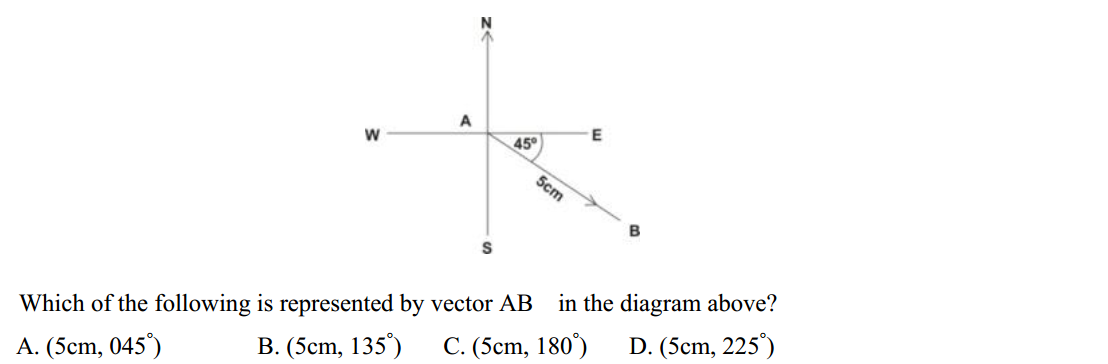 N
A
W
E
45°
5cm
B
S
Which of the following is represented by vector AB in the diagram above?
A. (5cm, 045°) B. (5cm, 135°) C. (5cm, 180°) D. (5cm, 225°)